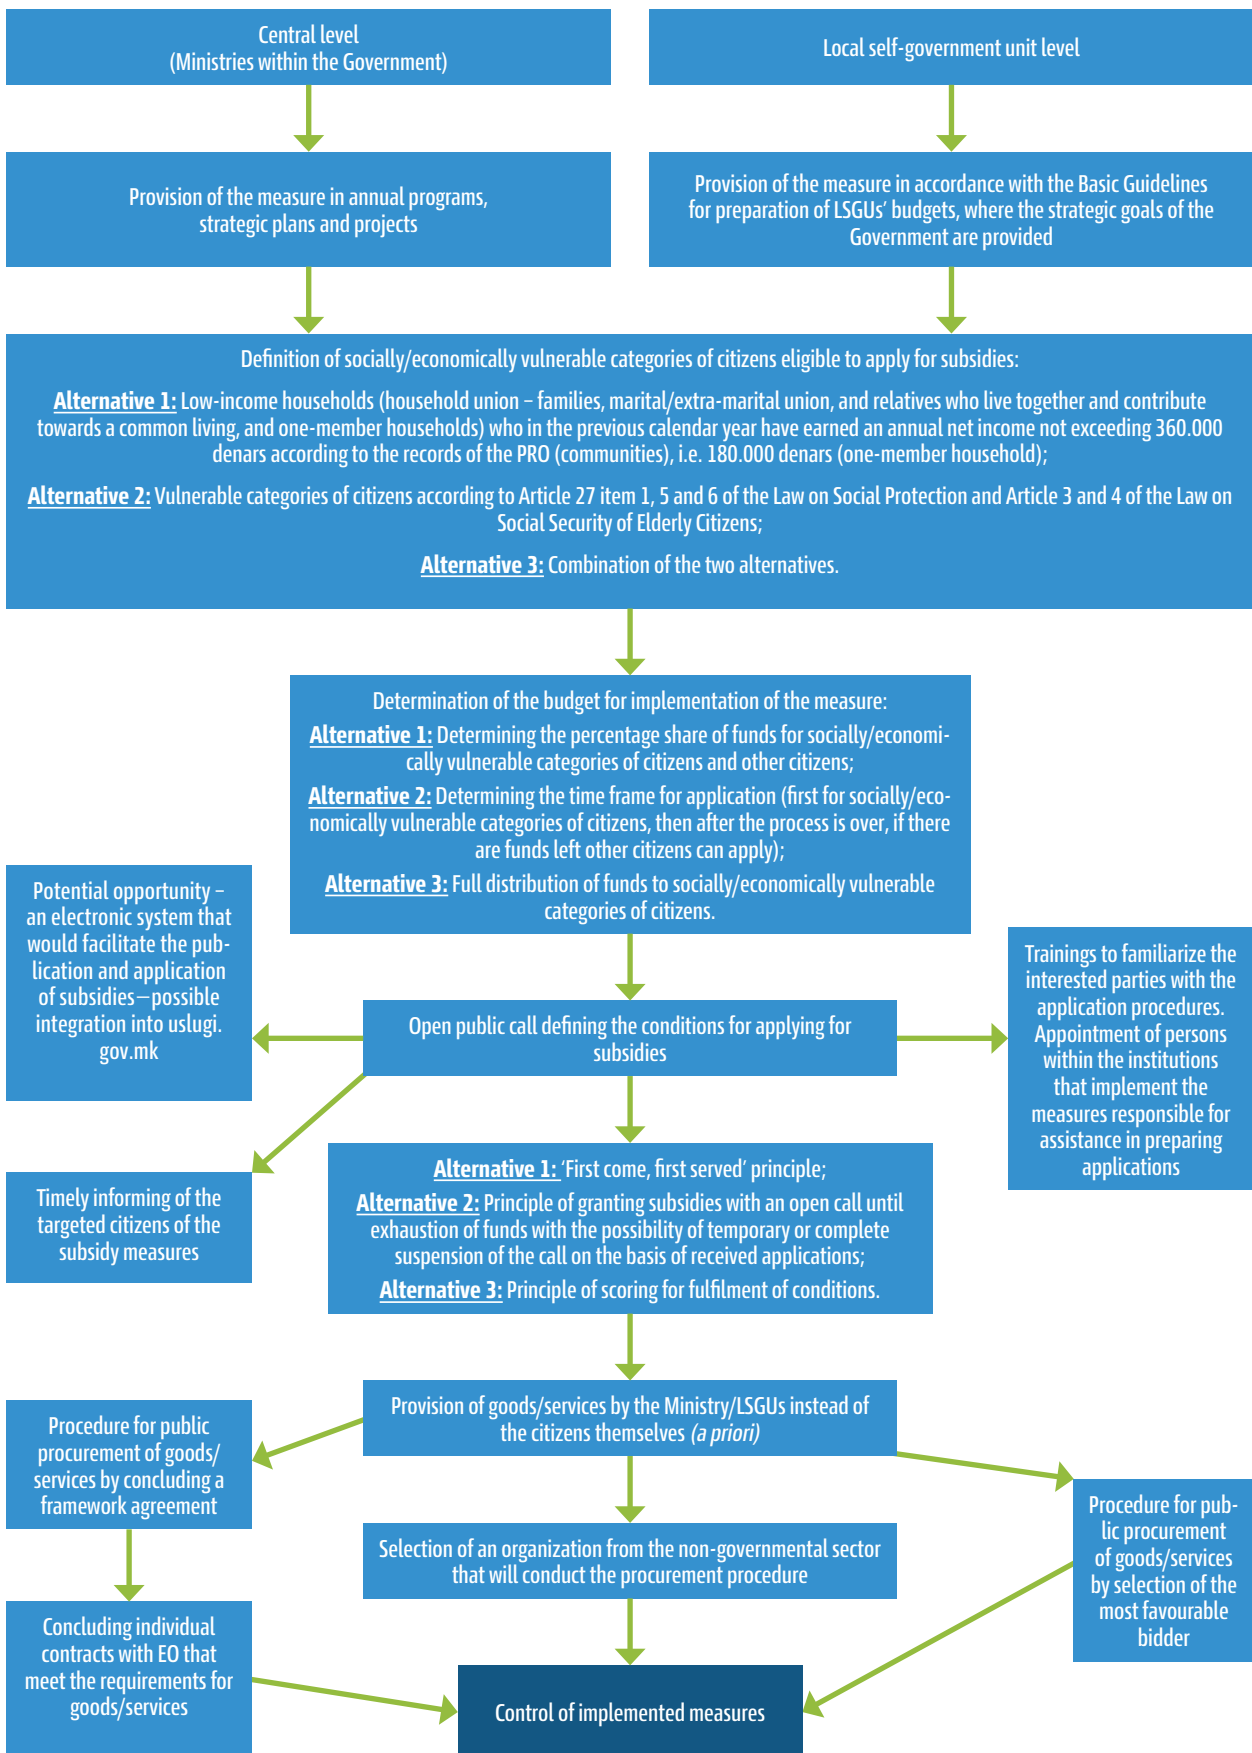 Central level
(Ministries within the Government)
Local self-government unit level
Provision of the measure in annual programs,
strategic plans and projects
Provision of the measure in accordance with the Basic Guidelines
for preparation of LSGUs’ budgets, where the strategic goals of the
Government are provided
Definition of socially/economically vulnerable categories of citizens eligible to apply for subsidies:
Alternative 1: Low-income households (household union – families, marital/extra-marital union, and relatives who live together and contribute
towards a common living, and one-member households) who in the previous calendar year have earned an annual net income not exceeding 360.000
denars according to the records of the PRO (communities), i.e. 180.000 denars (one-member household);
Alternative 2: Vulnerable categories of citizens according to Article 27 item 1, 5 and 6 of the Law on Social Protection and Article 3 and 4 of the Law on
Social Security of Elderly Citizens;
Alternative 3: Combination of the two alternatives.
Determination of the budget for implementation of the measure:
Alternative 1: Determining the percentage share of funds for socially/economi-
cally vulnerable categories of citizens and other citizens;
Alternative 2: Determining the time frame for application (first for socially/eco-
nomically vulnerable categories of citizens, then after the process is over, if there
are funds left other citizens can apply);
Alternative 3: Full distribution of funds to socially/economically vulnerable
categories of citizens.
Potential opportunity –
an electronic system that
would facilitate the pub-
lication and application
of subsidies—possible
integration into uslugi.
gov.mk
Open public call defining the conditions for applying for
subsidies
Trainings to familiarize the
interested parties with the
application procedures.
Appointment of persons
within the institutions
that implement the
measures responsible for
assistance in preparing
applications
Timely informing of the
targeted citizens of the
subsidy measures
Alternative 1: ‘First come, first served’ principle;
Alternative 2: Principle of granting subsidies with an open call until
exhaustion of funds with the possibility of temporary or complete
suspension of the call on the basis of received applications;
Alternative 3: Principle of scoring for fulfilment of conditions.
Provision of goods/services by the Ministry/LSGUs instead of
the citizens themselves (a priori)
Procedure for public
procurement of goods/
services by concluding a
framework agreement
Selection of an organization from the non-governmental sector
that will conduct the procurement procedure
Procedure for pub-
lic procurement
of goods/services
by selection of the
most favourable
bidder
Concluding individual
contracts with EO that
meet the requirements for
goods/services
Control of implemented measures